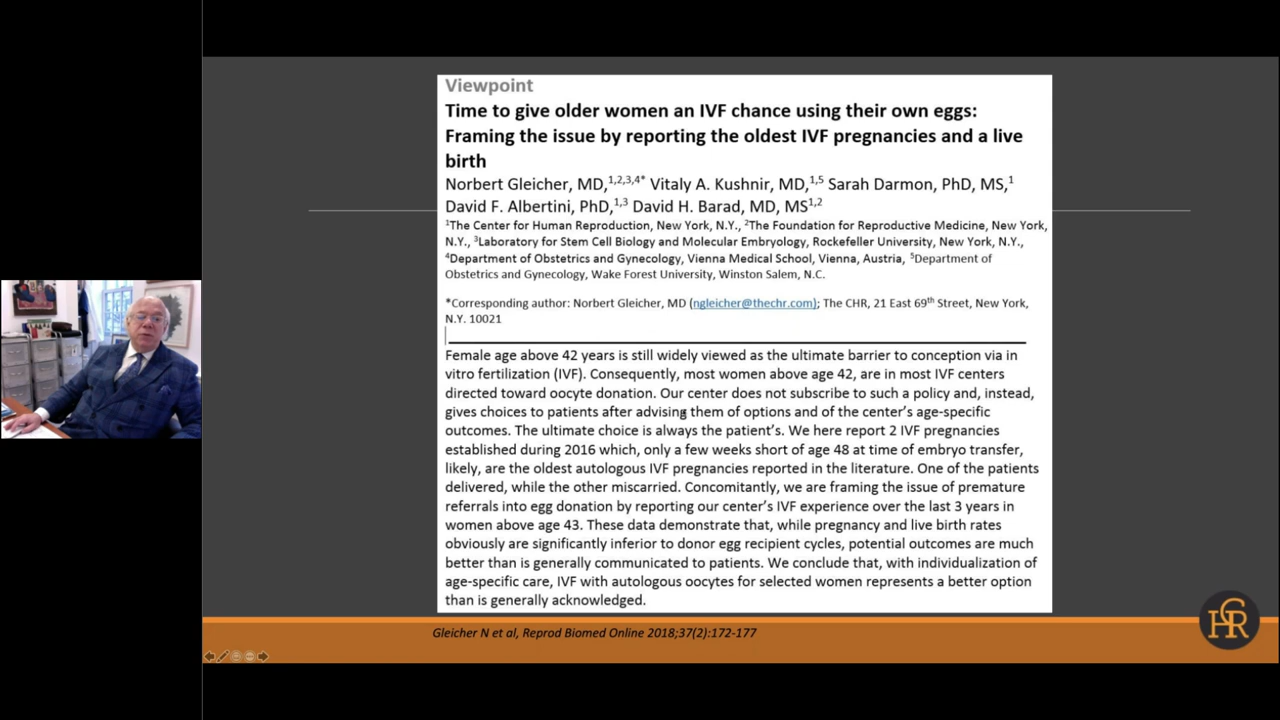 Viewpoint
Time to give older women an IVF chance using their own eggs:
Framing the issue by reporting the oldest IVF pregnancies and a live
birth
Norbert Gleicher, MD,1,2,3,4* Vitaly A. Kushnir, MD,1,5 Sarah Darmon, PhD, MS,1
David F. Albertini, PhD,1,3 David H. Barad, MD, MS1,2
1The Center for Human Reproduction, New York, N.Y., 2The Foundation for Reproductive Medicine, New York,
N.Y., 3Laboratory for Stem Cell Biology and Molecular Embryology, Rockefeller University, New York, N.Y.,
4Department of Obstetrics and Gynecology, Vienna Medical School, Vienna, Austria, 5Department of
Obstetrics and Gynecology, Wake Forest University, Winston Salem, N.C.
*Corresponding author: Norbert Gleicher, MD (ngleicher@thechr.com); The CHR, 21 East 69th Street, New York,
N.Y. 10021
Female age above 42 years is still widely viewed as the ultimate barrier to conception via in
vitro fertilization (IVF). Consequently, most women above age 42, are in most IVF centers
directed toward oocyte donation. Our center does not subscribe to such a policy and, instead,
gives choices to patients after advising them of options and of the center's age-specific
outcomes. The ultimate choice is always the patient's. We here report 2 IVF pregnancies
established during 2016 which, only a few weeks short of age 48 at time of embryo transfer,
likely, are the oldest autologous IVF pregnancies reported in the literature. One of the patients
delivered, while the other miscarried. Concomitantly, we are framing the issue of premature
referrals into egg donation by reporting our center's IVF experience over the last 3 years in
women above age 43. These data demonstrate that, while pregnancy and live birth rates
obviously are significantly inferior to donor egg recipient cycles, potential outcomes are much
better than is generally communicated to patients. We conclude that, with individualization of
age-specific care, IVF with autologous oocytes for selected women represents a better option
than is generally acknowledged.
Gleicher N et al, Reprod Biomed Online 2018;37(2):172-177
CHR